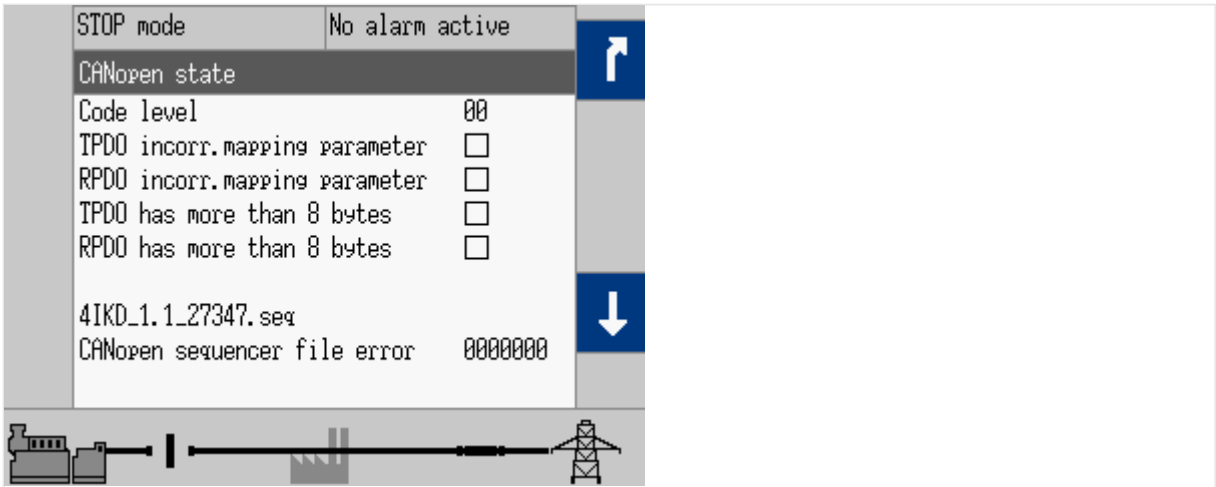 STOP mode No alarm active
CANopen state
Code level 00
TPDO incorr.mapping parameter
RPDO incorr.mapping parameter
TPDO has more than 8 bytes
RPDO has more than 8 bytes
4IKD_1.1_27347.seq
CANopen sequencer file error 0000000